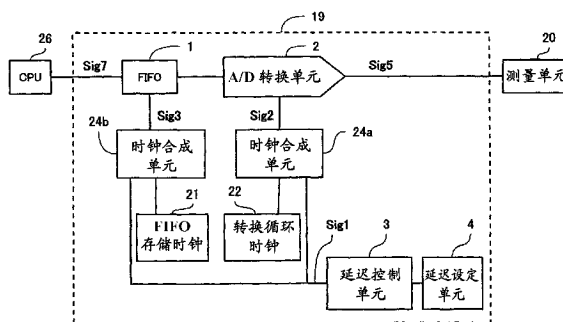 19
26
1
2
20
CPU
Sig7
FIFO
A/D 转换单元
Sig5
测量单元
Sig3
Sig2
24b
24a
时钟合成
单元
时钟合成
单元
21
22
FIFO
存储时钟
转换循环
时钟
Sig1
3
4
延迟控制
单元
延迟设定
单元